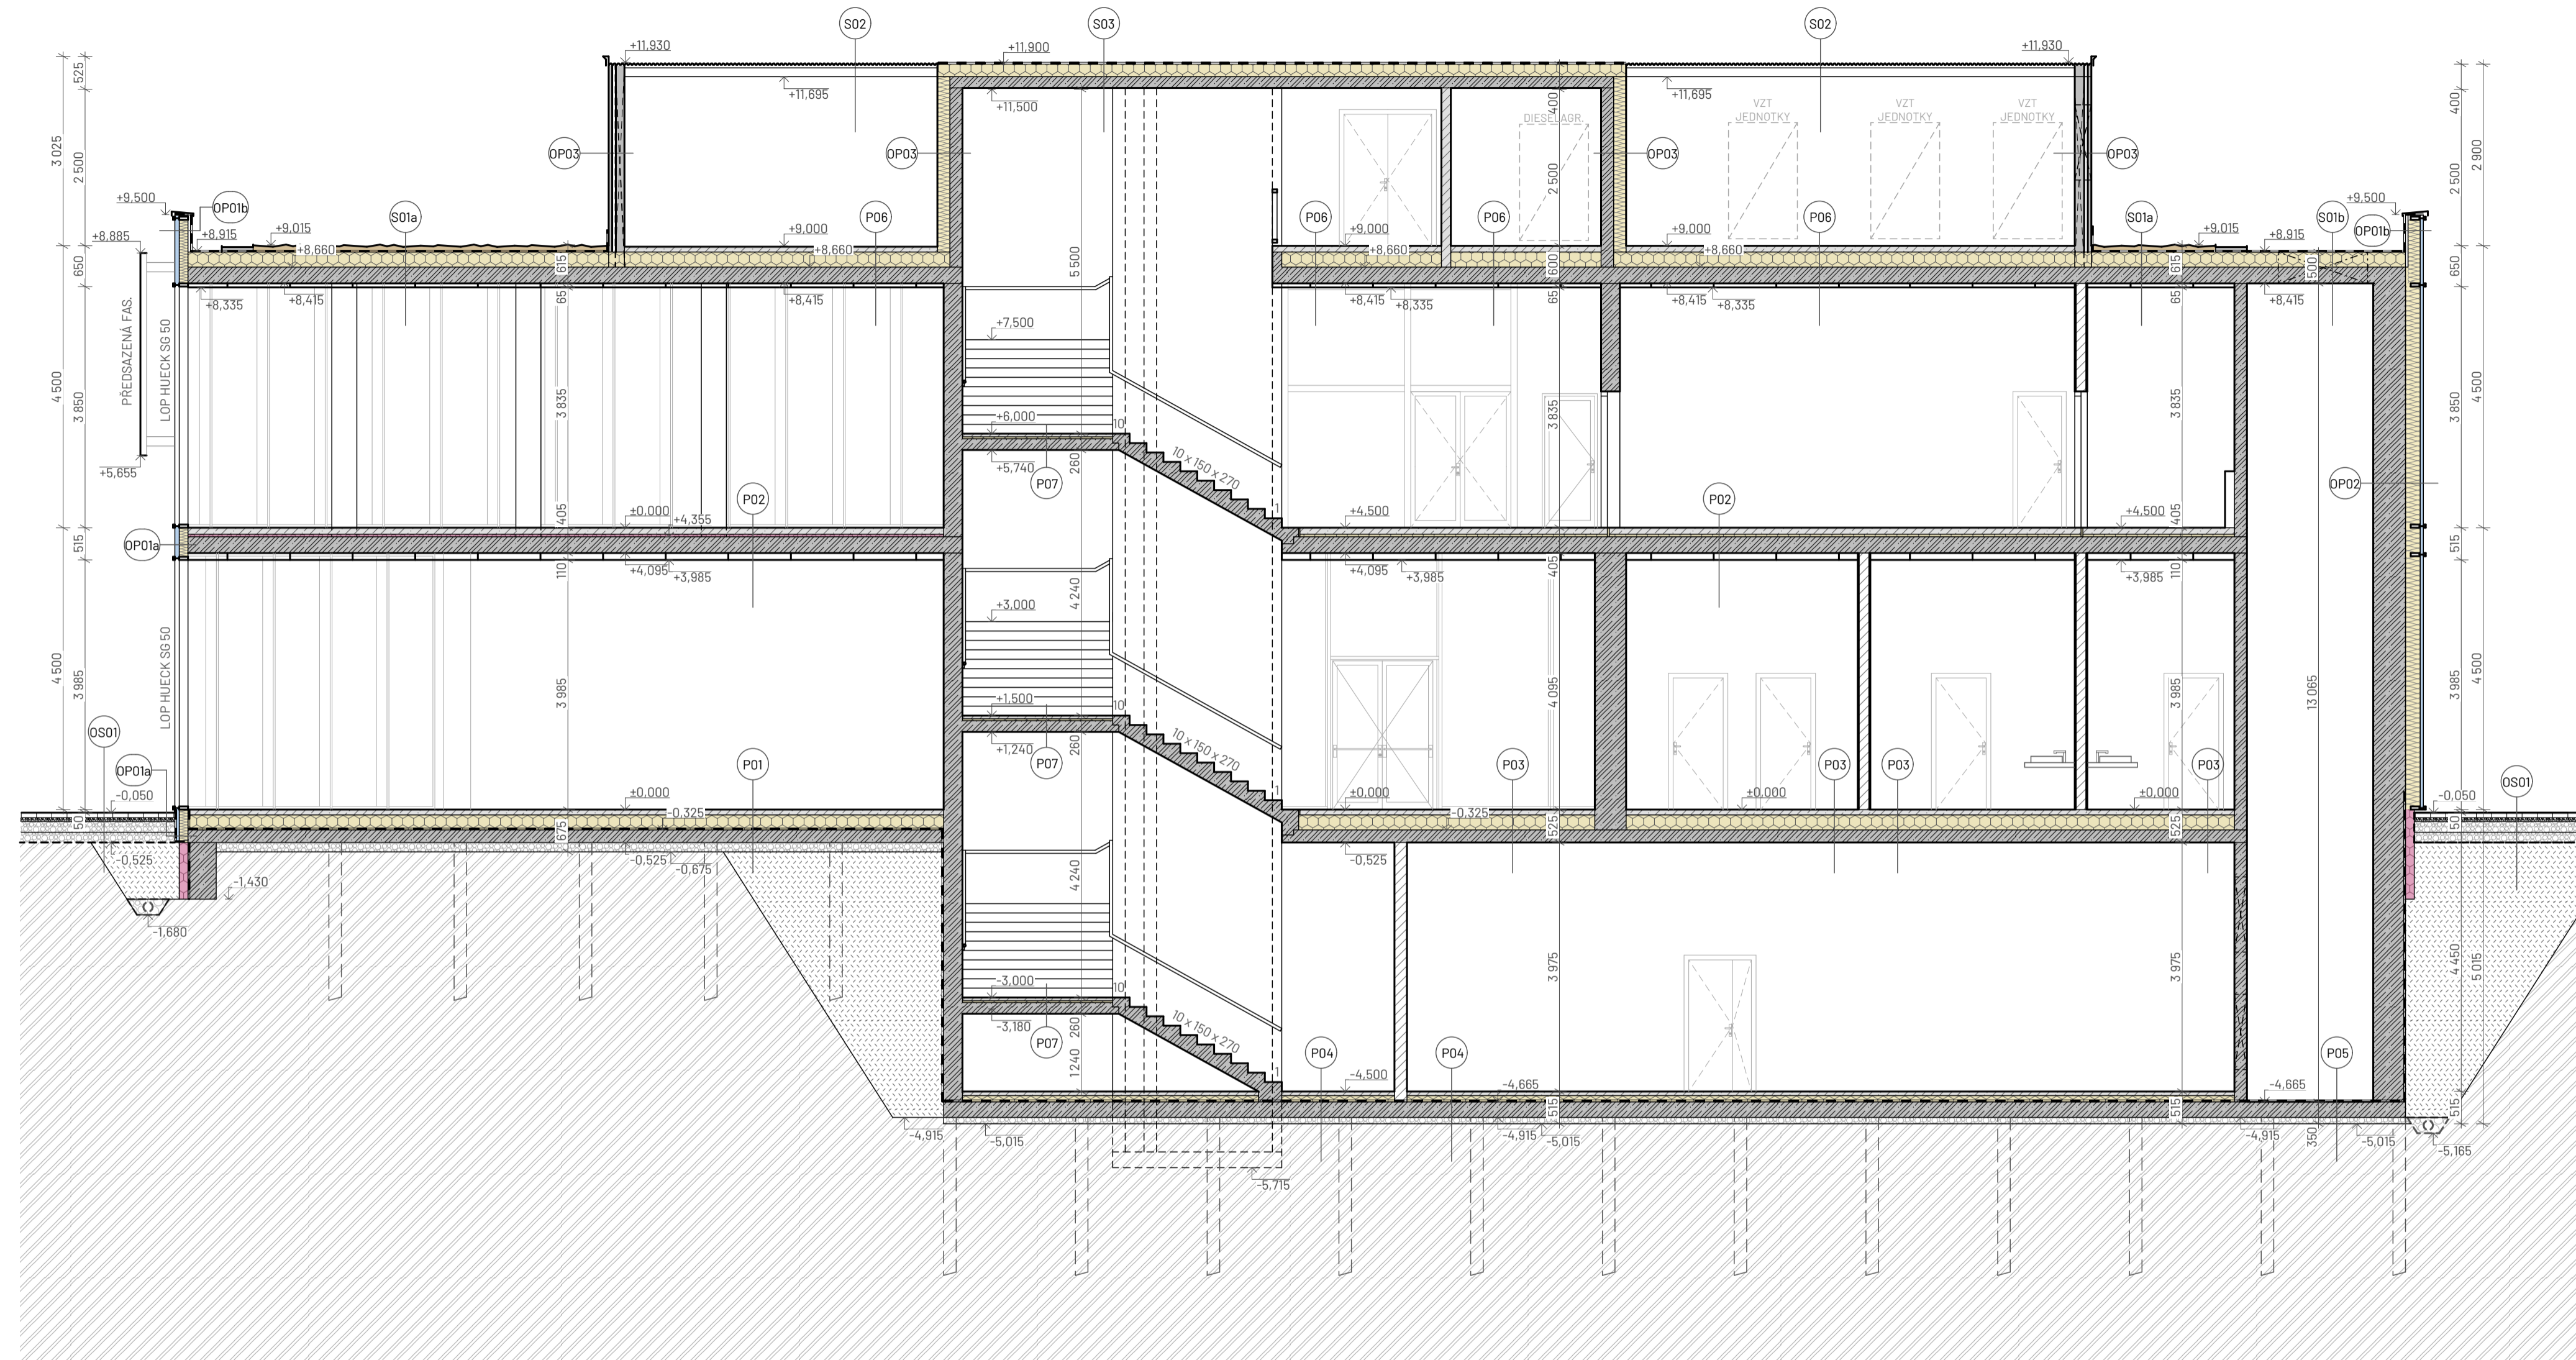 S02
S03
S02
+11,930
+11,900
+11,930
525
3 025
2 500
+11,695
+11,500
400
+11,695
VZT
JEDNOTKY
VZT
JEDNOTKY
VZT
JEDNOTKY
DIESELAGR.
400
2 900
2 500
OP03
OP03
OP03
OP03
2 500
+9,500
OP01b
S01a
P06
P06
P06
P06
S01a
S01b
+9,500
OP01b
+8,885
+8,915
+9,015
+9,000
+9,000
+9,000
+9,015
+8,915
+8,660
+8,660
+8,660
+8,660
5 500
650
615
600
615
500
650
65
65
65
+8,335
+8,415
+8,415
+8,415
+8,335
+8,415
+8,335
+8,415
PŘEDSAZENÁ FAS.
LOP HUECK SG 50
+7,500
4 500
3 850
3 835
3 835
3 835
3 850
4 500
+6,000
10
10 x 150 x 270
+5,655
+5,740
260
P07
OP02
P02
P02
1
±0,000
+4,355
405
+4,500
+4,500
405
515
OP01a
515
110
+4,095
+3,985
405
+4,095
+3,985
+3,985
110
4 240
+3,000
LOP HUECK SG 50
4 500
3 985
3 985
4 095
3 985
13 065
3 985
4 500
+1,500
10
10 x 150 x 270
+1,240
260
P07
OS01
OP01a
P01
P03
P03
P03
P03
OS01
-0,050
±0,000
1
±0,000
±0,000
±0,000
-0,050
50
-0,325
-0,325
50
675
525
525
-0,525
-0,525
-0,675
-0,525
-1,430
-1,680
4 240
3 975
3 975
4 450
5 015
-3,000
10
10 x 150 x 270
-3,180
260
P07
P04
P04
P05
1 240
1
-4,500
-4,665
-4,665
515
515
515
-4,915
-5,015
-4,915
-5,015
-4,915
350
-5,015
-5,165
-5,715